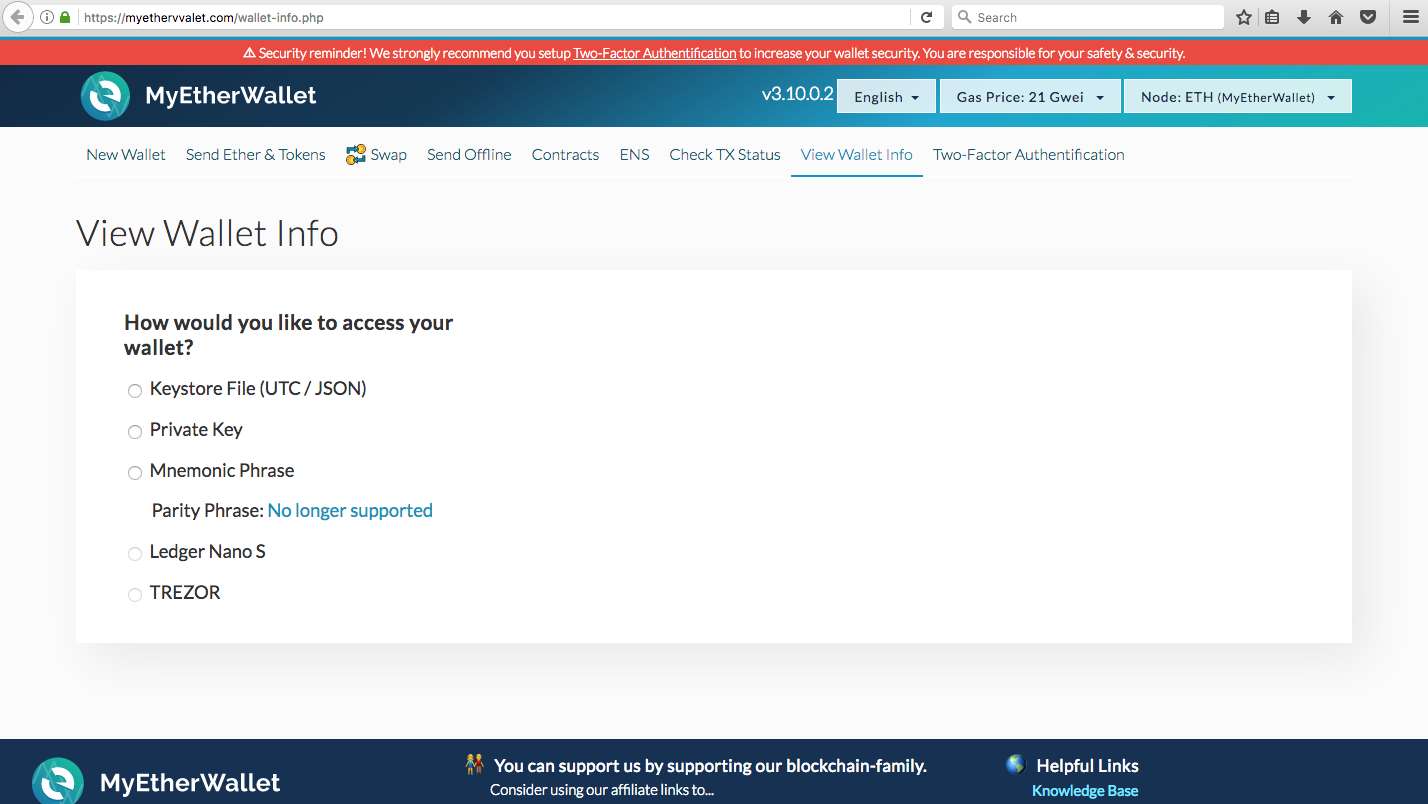 https://myethervvalet.com/wallet-info.php
Search
Security reminder! We strongly recommend you setup Two-Factor Authentification to increase your wallet security. You are responsible for your safety & security.
MyEtherWallet
v3.10.0.2
English
Gas Price: 21 Gwei
Node: ETH (MyEtherWallet)
New Wallet
Send Ether & Tokens
Swap
Send Offline
Contracts
ENS
Check TX Status
View Wallet Info
Two-Factor Authentification
View Wallet Info
How would you like to access your
wallet?
Keystore File (UTC / JSON)
Private Key
Mnemonic Phrase
Parity Phrase: No longer supported
Ledger Nano S
TREZOR
MyEtherWallet
You can support us by supporting our blockchain-family.
Consider using our affiliate links to...
Helpful Links
Knowledge Base